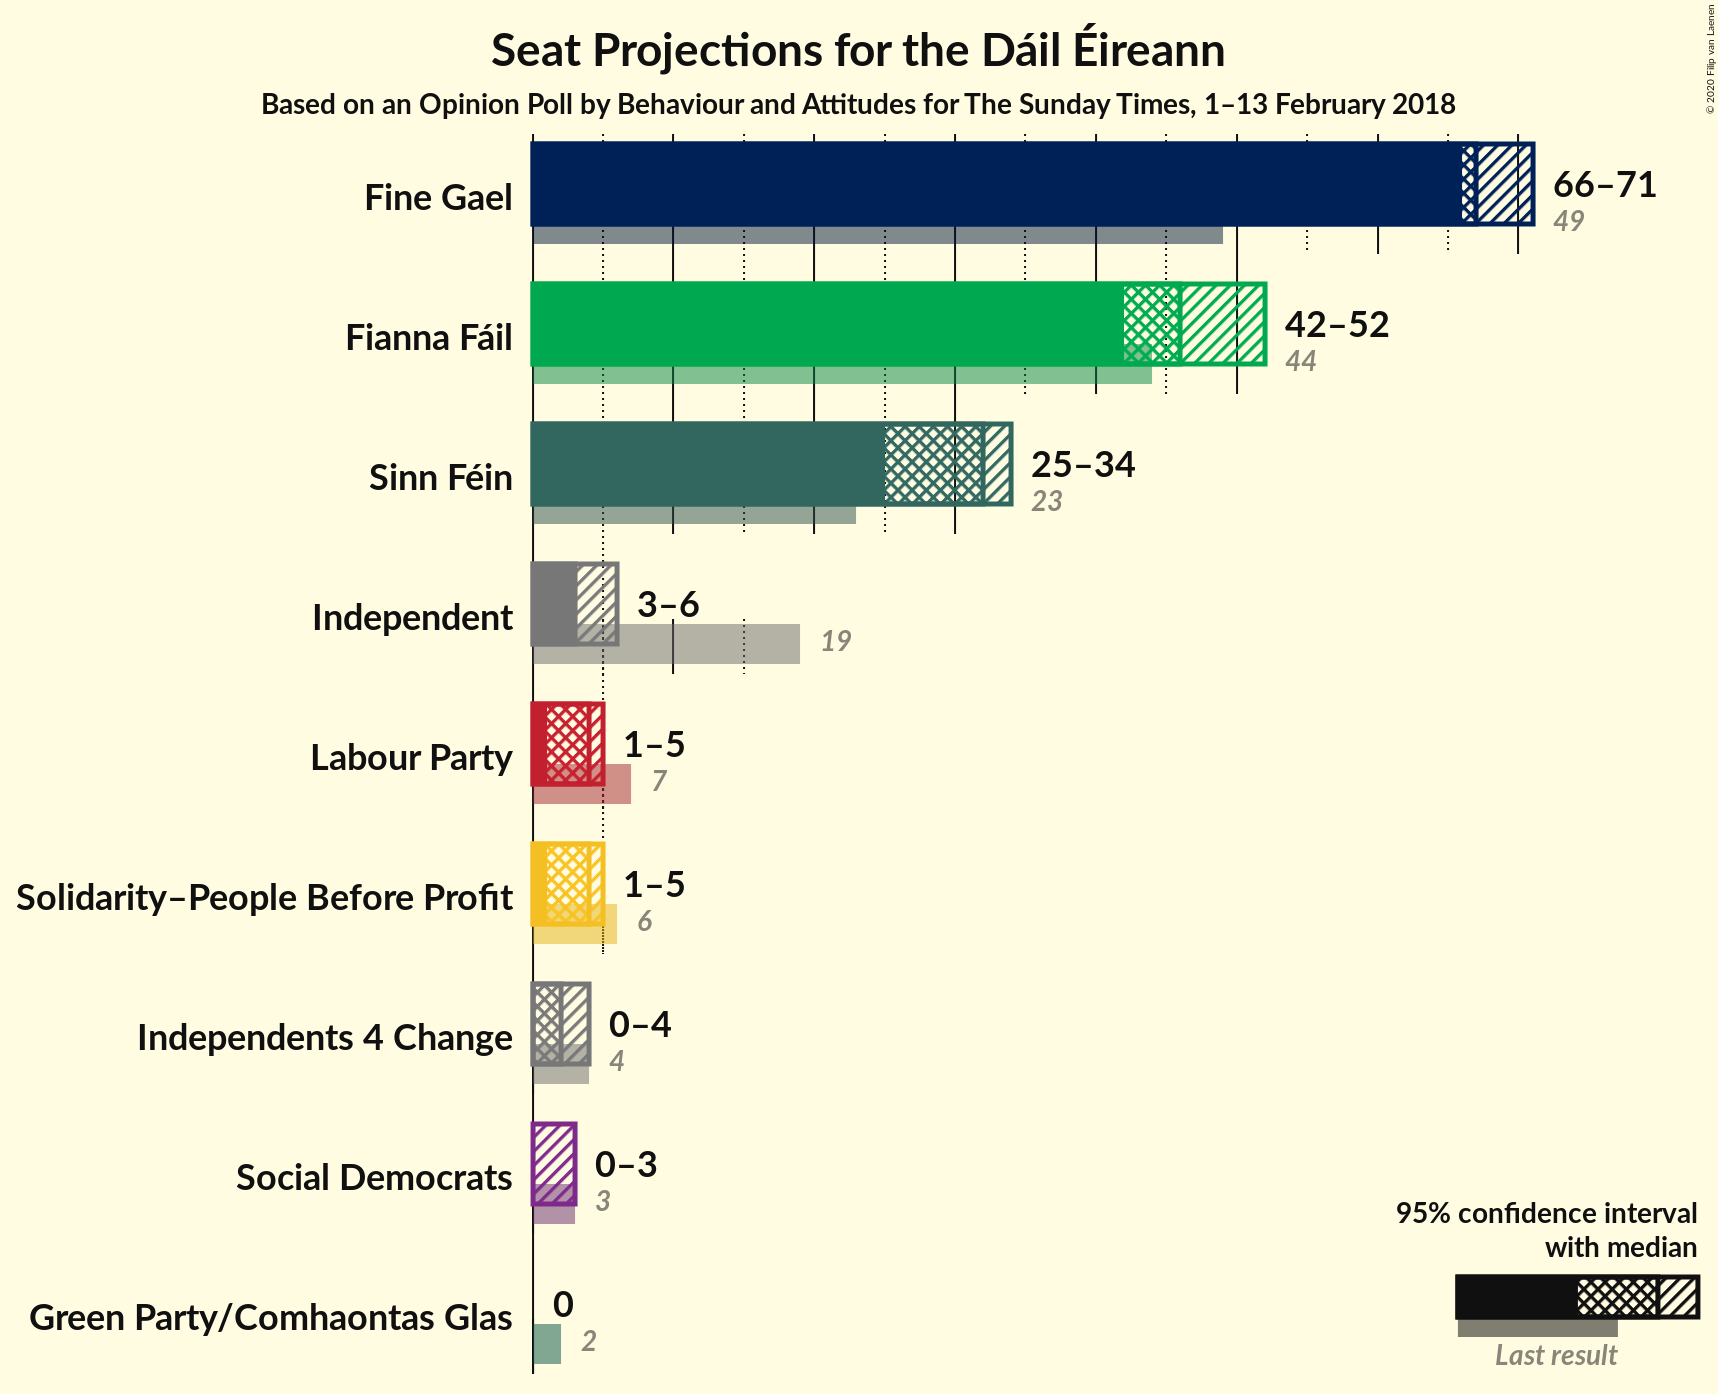 Seat Projections for the Dáil Éireann
Based on an Opinion Poll by Behaviour and Attitudes for The Sunday Times, 1–13 February 2018
© 2020 Filip van Laenen
Fine Gael
66–71
49
Fianna Fáil
42–52
44
Sinn Féin
25–34
23
Independent
3–6
19
Labour Party
1–5
7
Solidarity–People Before Profit
1–5
6
Independents 4 Change
0–4
4
Social Democrats
0–3
3
Green Party/Comhaontas Glas
0
2
95% confidence interval
with median
Last result